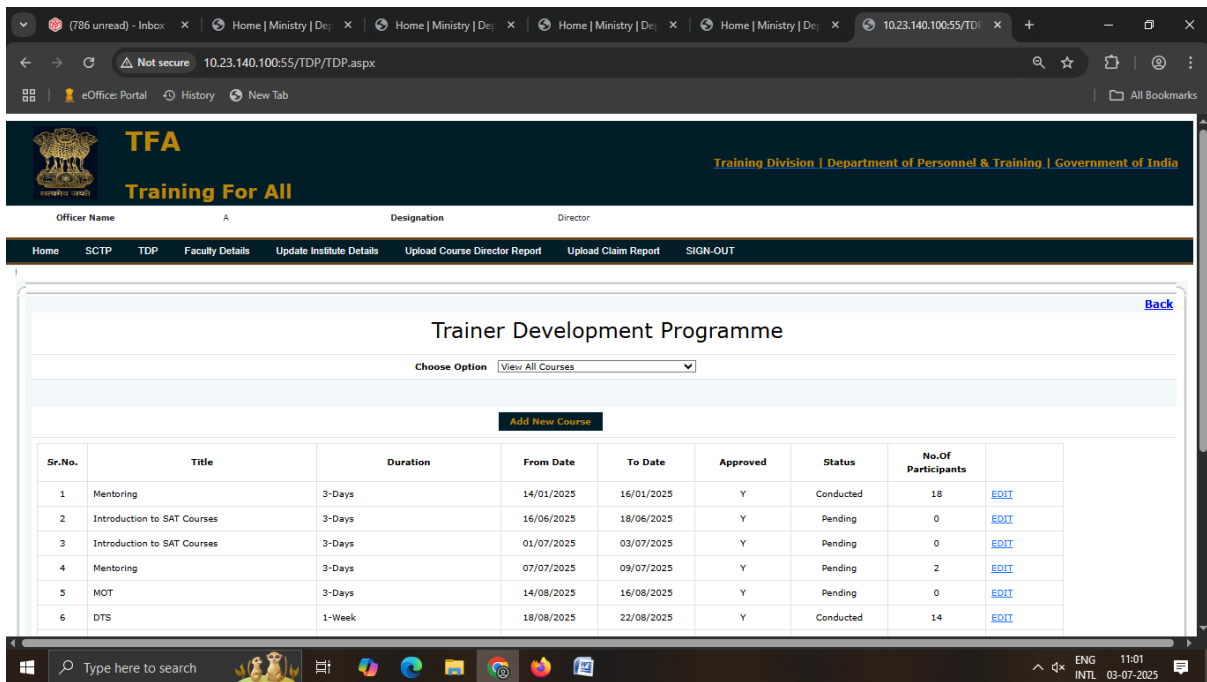 (786 unread) - Inbox
Home | Ministry | Dep
Home | Ministry | Dep
Home | Ministry | Dep
Home | Ministry | Dep
10.23.140.100:55/TDP
Not secure 10.23.140.100:55/TDP/TDP.aspx
eOffice: Portal History New Tab All Bookmarks
TFA
Training Division | Department of Personnel & Training | Government of India
सत्यमेव जयते
Training For All
Officer Name A Designation Director
Home SCTP TDP Faculty Details Update Institute Details Upload Course Director Report Upload Claim Report SIGN-OUT
Back
Trainer Development Programme
Choose Option View All Courses
Add New Course
Sr.No. Title Duration From Date To Date Approved Status No.Of Participants
1 Mentoring 3-Days 14/01/2025 16/01/2025 Y Conducted 18 EDIT
2 Introduction to SAT Courses 3-Days 16/06/2025 18/06/2025 Y Pending 0 EDIT
3 Introduction to SAT Courses 3-Days 01/07/2025 03/07/2025 Y Pending 0 EDIT
4 Mentoring 3-Days 07/07/2025 09/07/2025 Y Pending 2 EDIT
5 MOT 3-Days 14/08/2025 16/08/2025 Y Pending 0 EDIT
6 DTS 1-Week 18/08/2025 22/08/2025 Y Conducted 14 EDIT
Type here to search
ENG 11:01
INTL 03-07-2025